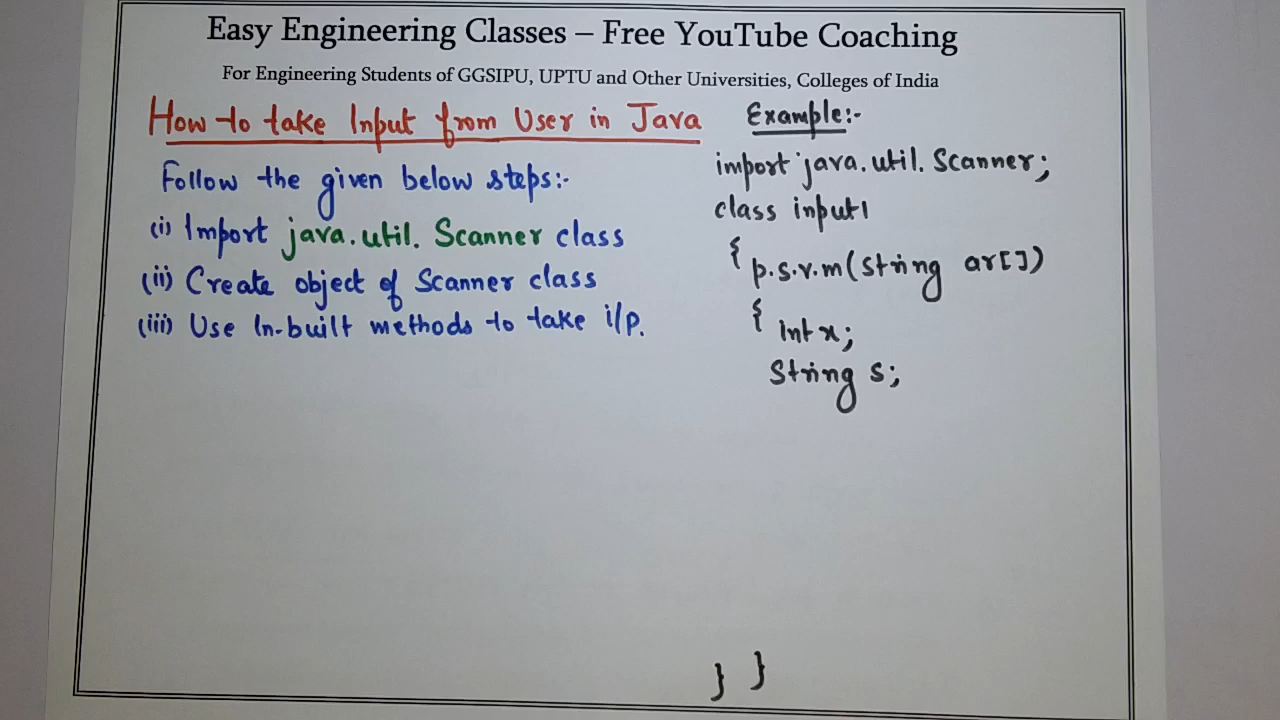 Easy Engineering Classes – Free YouTube Coaching
For Engineering Students of GGSIPU, UPTU and Other Universities, Colleges of India
How to take Input from User in Java
Follow the given below steps:-
(i) Import java.util.Scanner class
(ii) Create object of Scanner class
(iii) Use In-built methods to take i/p.
Example:-
import java.util.Scanner;
class input1
{
p.s.v.m(String ar[])
{
Int x;
String s;
} }